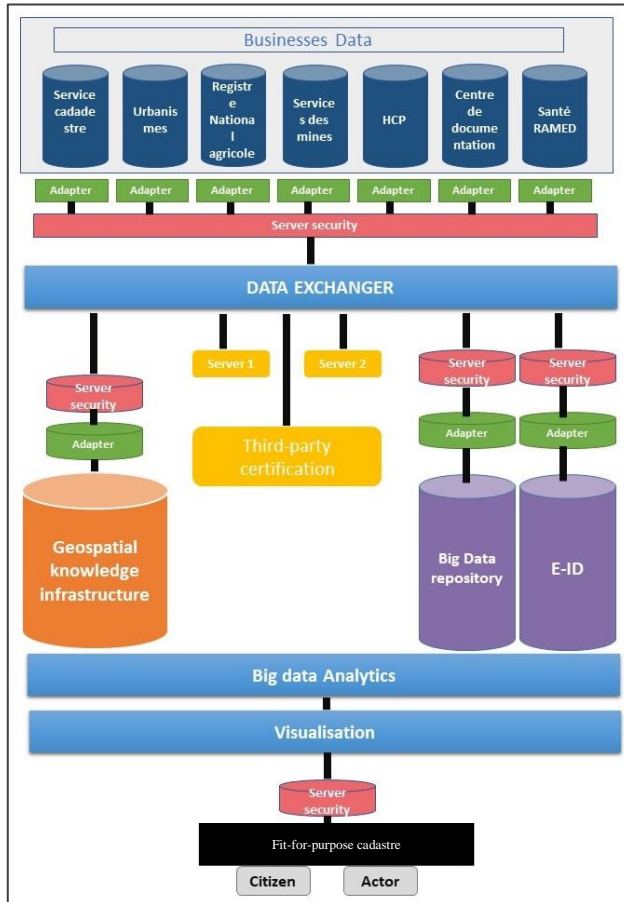 Businesses Data
Service
cadade
stre
Urbanis
mes
Registr
e
Nationa
l
agricole
Service
s des
mines
HCP
Centre
de
docume
ntation
Santé
RAMED
Adapter
Adapter
Adapter
Adapter
Adapter
Adapter
Adapter
Server security
DATA EXCHANGER
Server 1
Server 2
Server
security
Server
security
Server
security
Adapter
Adapter
Adapter
Third-party
certification
Geospatial
knowledge
infrastructure
Big Data
repository
E-ID
Big data Analytics
Visualisation
Server
security
Fit-for-purpose cadastre
Citizen
Actor